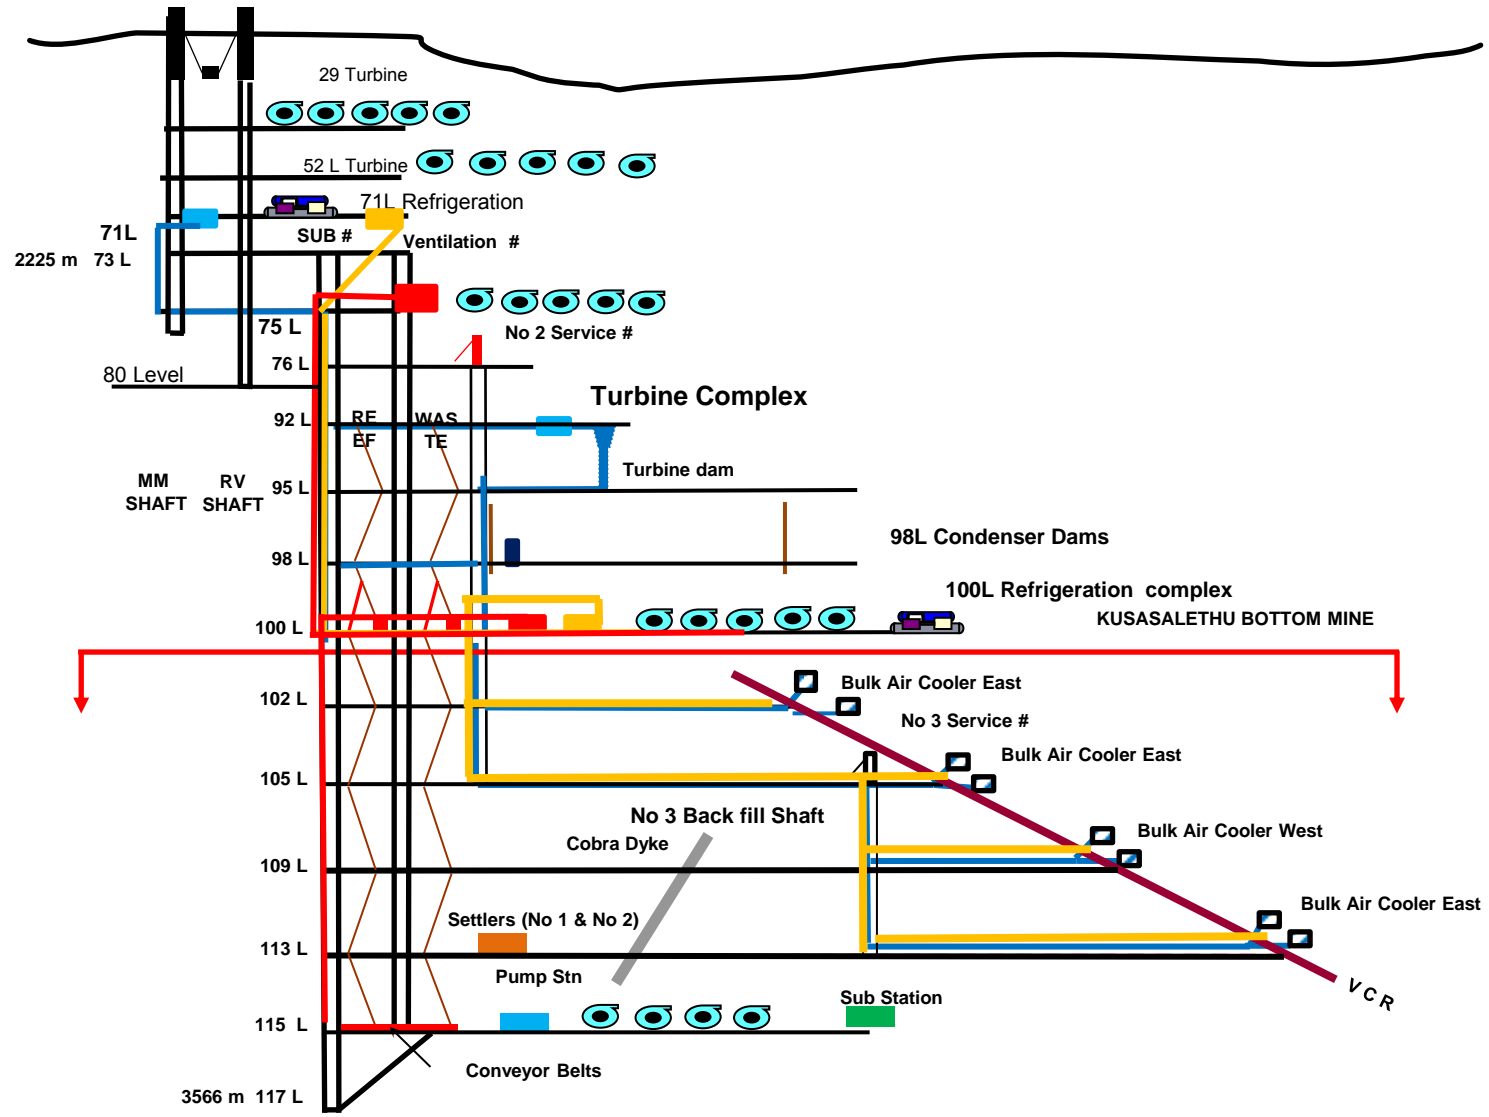 29 Turbine
52 L Turbine
71L Refrigeration
71L
SUB #
Ventilation #
2225 m 73 L
75 L
No 2 Service #
76 L
80 Level
Turbine Complex
92 L
RE
EF
WAS
TE
Turbine dam
MM
SHAFT
RV
SHAFT
95 L
98L Condenser Dams
98 L
100L Refrigeration complex
KUSASALETHU BOTTOM MINE
100 L
Bulk Air Cooler East
102 L
No 3 Service #
Bulk Air Cooler East
105 L
No 3 Back fill Shaft
Cobra Dyke
Bulk Air Cooler West
109 L
Bulk Air Cooler East
Settlers (No 1 & No 2)
113 L
Pump Stn
Sub Station
V C R
115 L
Conveyor Belts
3566 m 117 L